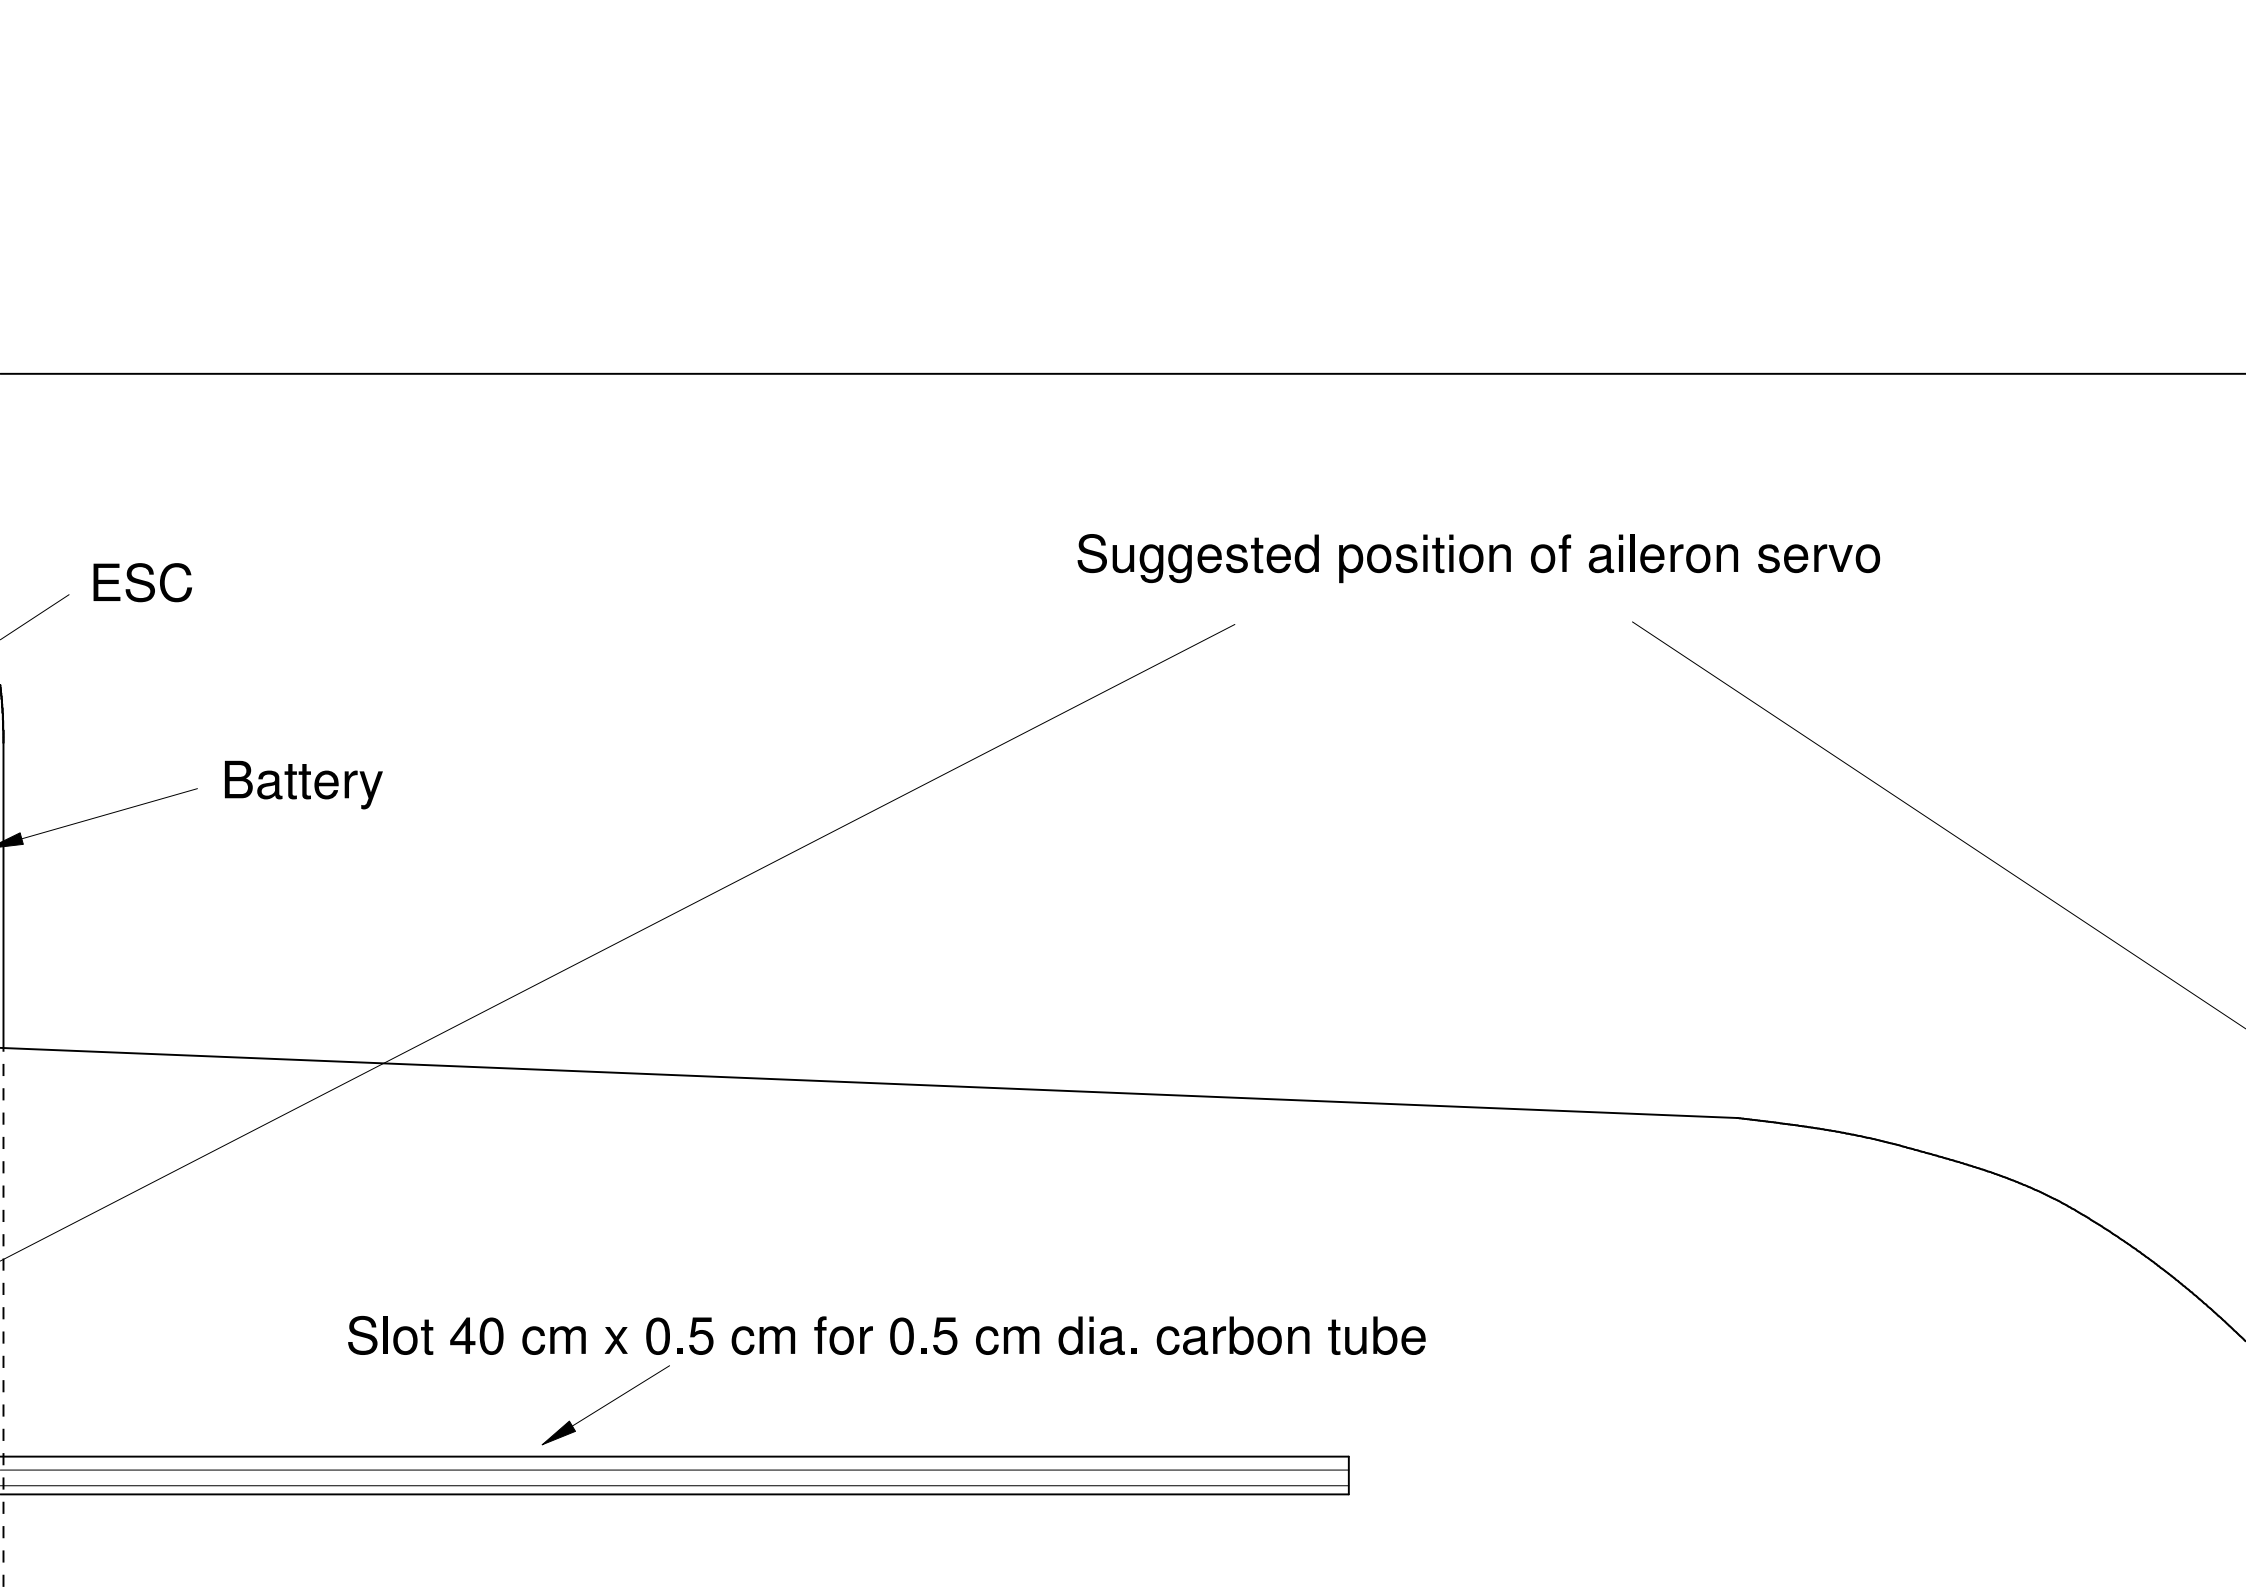 Suggested position of aileron servo
ESC
Battery
Slot 40 cm x 0.5 cm for 0.5 cm dia. carbon tube